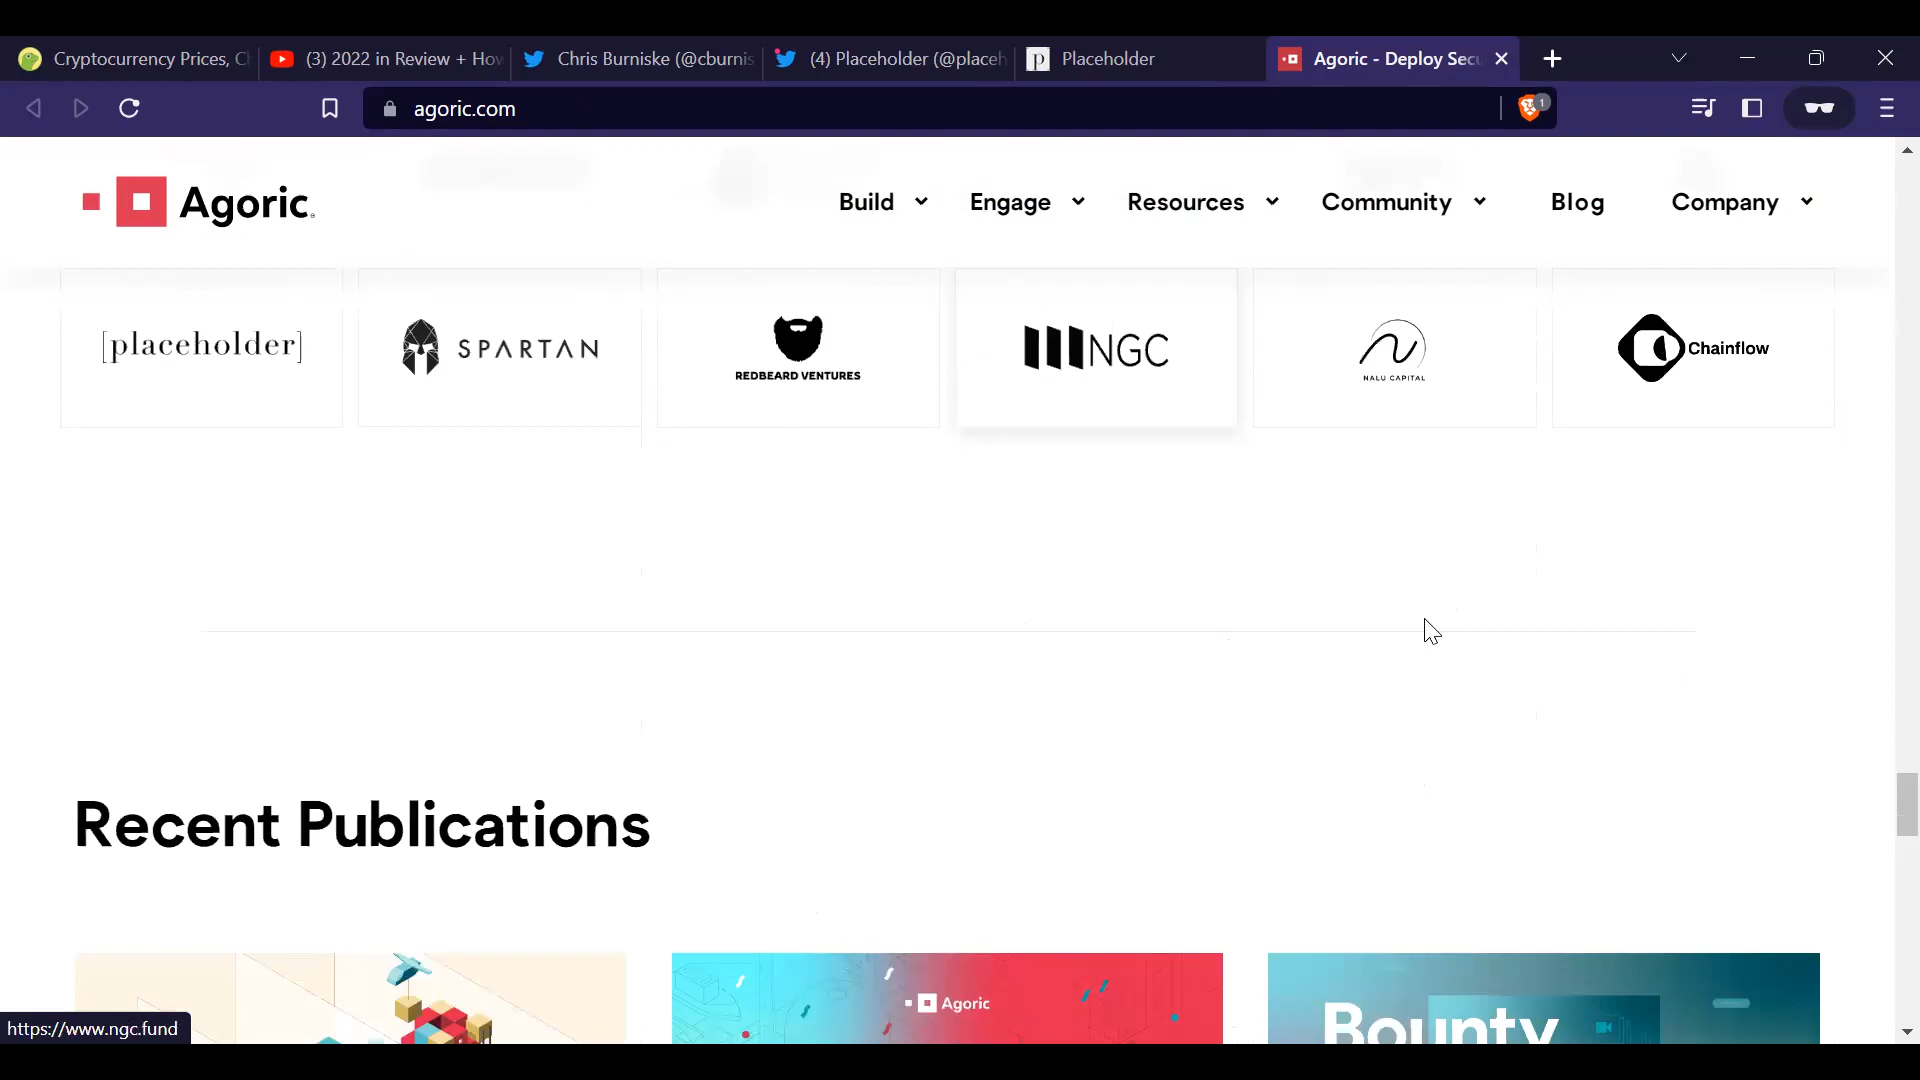 Cryptocurrency Prices, C
(3) 2022 in Review + How
Chris Burniske (@cburnis
(4) Placeholder (@placeh
Placeholder
Agoric - Deploy Secu
agoric.com
1
Agoric
Build
Engage
Resources
Community
Blog
Company
[placeholder]
SPARTAN
REDBEARD VENTURES
NGC
NALU CAPITAL
Chainflow
Recent Publications
Agoric
Bounty
https://www.ngc.fund